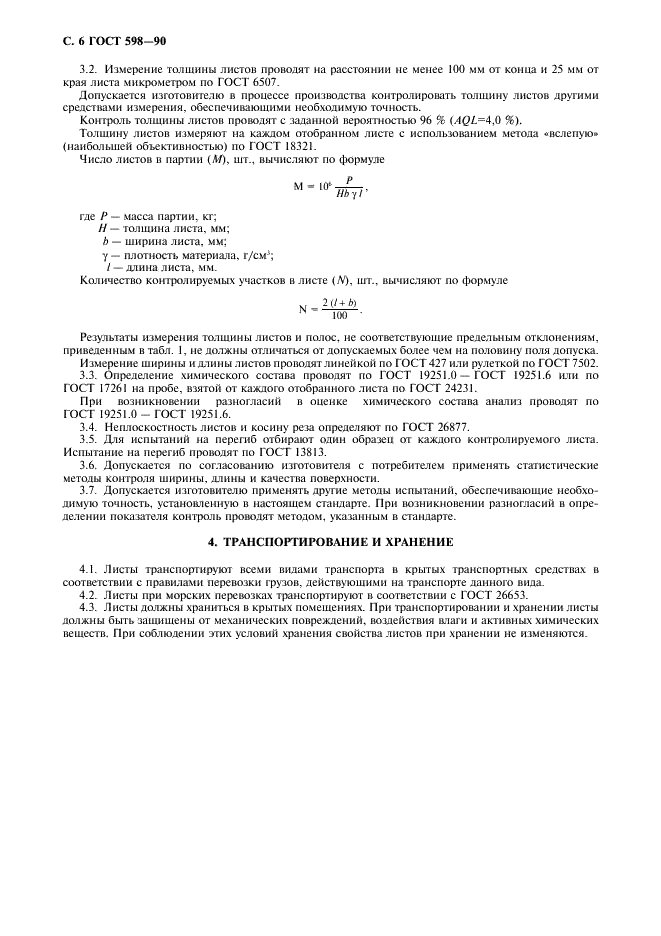 С. 6 ГОСТ 598—90
3.2. Измерение толщины листов проводят на расстоянии не менее 100 мм от конца и 25 мм от
края листа микрометром по ГОСТ 6507.
Допускается изготовителю в процессе производства контролировать толщину листов другими
средствами измерения, обеспечивающими необходимую точность.
Контроль толщины листов проводят с заданной вероятностью 96 % (AQL=4,0 %).
Толщину листов измеряют на каждом отобранном листе с использованием метода «вслепую»
(наибольшей объективностью) по ГОСТ 18321.
Число листов в партии (М), шт., вычисляют по формуле
M = 10⁶ P / Hb γ l,
где P — масса партии, кг;
H — толщина листа, мм;
b — ширина листа, мм;
γ — плотность материала, г/см³;
l — длина листа, мм.
Количество контролируемых участков в листе (N), шт., вычисляют по формуле
N = 2 (l + b) / 100.
Результаты измерения толщины листов и полос, не соответствующие предельным отклонениям,
приведенным в табл. 1, не должны отличаться от допускаемых более чем на половину поля допуска.
Измерение ширины и длины листов проводят линейкой по ГОСТ 427 или рулеткой по ГОСТ 7502.
3.3. Определение химического состава проводят по ГОСТ 19251.0 — ГОСТ 19251.6 или по
ГОСТ 17261 на пробе, взятой от каждого отобранного листа по ГОСТ 24231.
При возникновении разногласий в оценке химического состава анализ проводят по
ГОСТ 19251.0 — ГОСТ 19251.6.
3.4. Неплоскостность листов и косину реза определяют по ГОСТ 26877.
3.5. Для испытаний на перегиб отбирают один образец от каждого контролируемого листа.
Испытание на перегиб проводят по ГОСТ 13813.
3.6. Допускается по согласованию изготовителя с потребителем применять статистические
методы контроля ширины, длины и качества поверхности.
3.7. Допускается изготовителю применять другие методы испытаний, обеспечивающие необхо-
димую точность, установленную в настоящем стандарте. При возникновении разногласий в опре-
делении показателя контроль проводят методом, указанным в стандарте.
4. ТРАНСПОРТИРОВАНИЕ И ХРАНЕНИЕ
4.1. Листы транспортируют всеми видами транспорта в крытых транспортных средствах в
соответствии с правилами перевозки грузов, действующими на транспорте данного вида.
4.2. Листы при морских перевозках транспортируют в соответствии с ГОСТ 26653.
4.3. Листы должны храниться в крытых помещениях. При транспортировании и хранении листы
должны быть защищены от механических повреждений, воздействия влаги и активных химических
веществ. При соблюдении этих условий хранения свойства листов при хранении не изменяются.